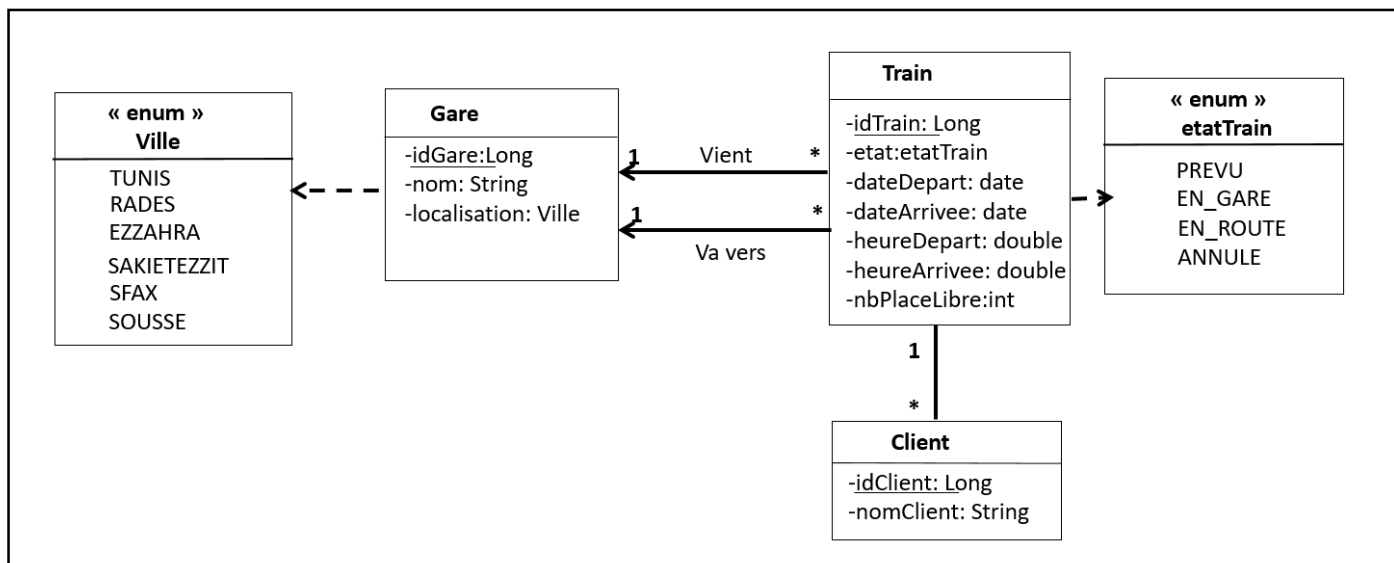 « enum »
Ville
TUNIS
RADES
EZZAHRA
SAKIETEZZIT
SFAX
SOUSSE
Gare
-idGare:Long
-nom: String
-localisation: Ville
1
Vient
*
1
*
Va vers
Train
-idTrain: Long
-etat:etatTrain
-dateDepart: date
-dateArrivee: date
-heureDepart: double
-heureArrivee: double
-nbPlaceLibre:int
« enum »
etatTrain
PREVU
EN_GARE
EN_ROUTE
ANNULE
1
*
Client
-idClient: Long
-nomClient: String